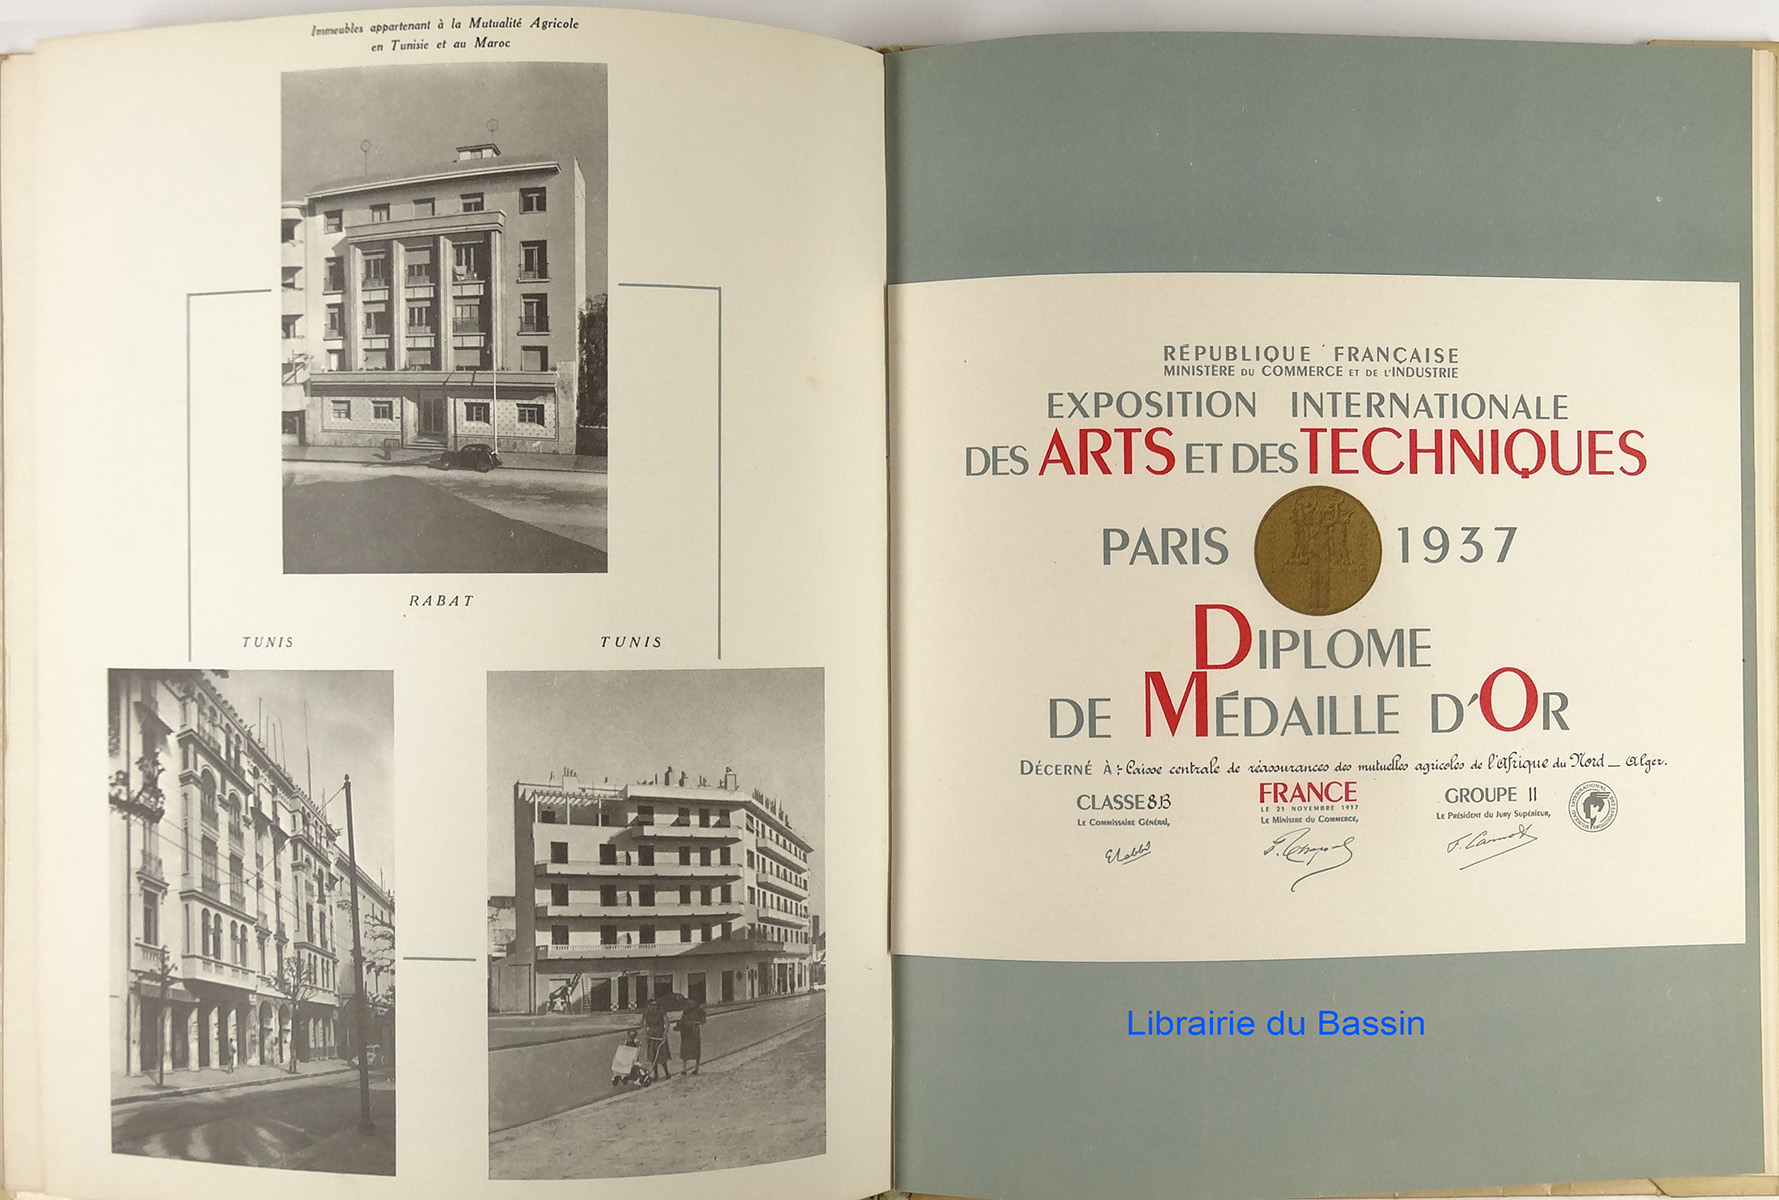 Immeubles appartenant à la Mutualité Agricole
en Tunisie et au Maroc
RABAT
TUNIS
TUNIS
RÉPUBLIQUE FRANÇAISE
MINISTÈRE DU COMMERCE ET DE L'INDUSTRIE
EXPOSITION INTERNATIONALE
DES ARTS ET DES TECHNIQUES
PARIS 1937
DIPLOME
DE MÉDAILLE D'OR
DÉCERNÉ À :- Caisse centrale de réassurances des mutuelles agricoles de l'Afrique du Nord _ Alger.
CLASSE 8B FRANCE GROUPE 11
LE 25 NOVEMBRE 1937
LE COMMISSAIRE GÉNÉRAL, LE MINISTRE DU COMMERCE, LE PRÉSIDENT DU JURY SUPÉRIEUR,
Librairie du Bassin